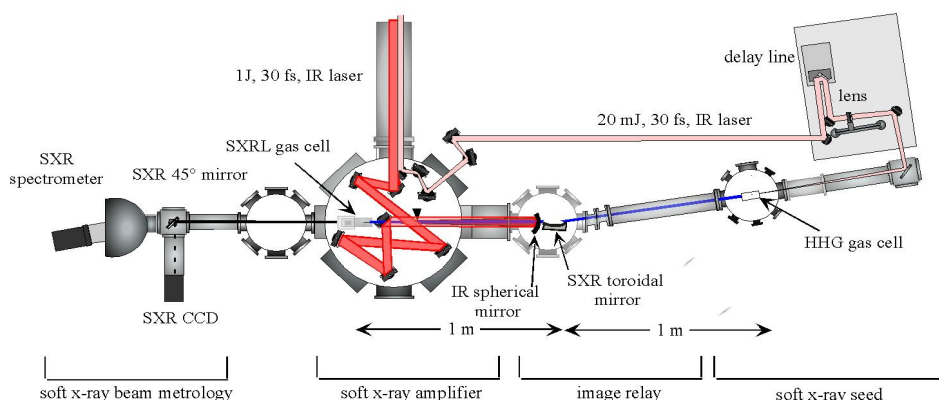 delay line
1J, 30 fs, IR laser
lens
20 mJ, 30 fs, IR laser
SXRL gas cell
SXR
spectrometer
SXR 45° mirror
HHG gas cell
IR spherical
mirror
SXR toroidal
mirror
SXR CCD
1 m
1 m
soft x-ray beam metrology
soft x-ray amplifier
image relay
soft x-ray seed